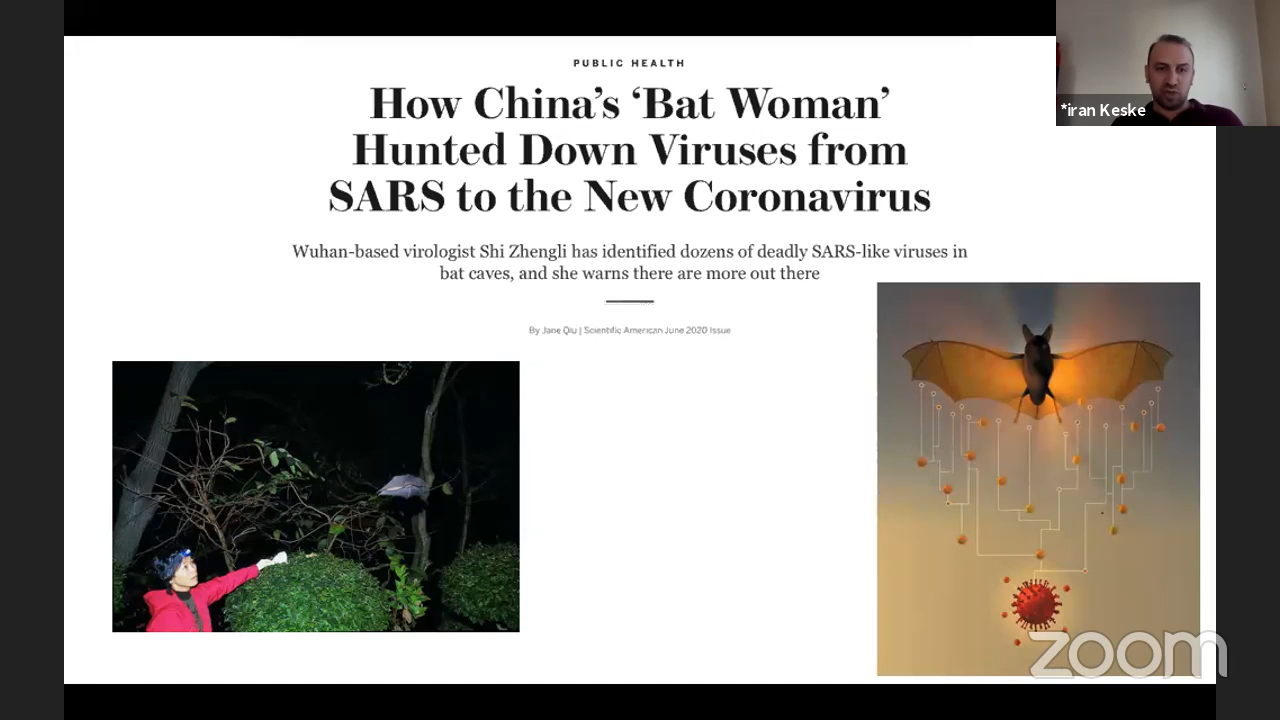 PUBLIC HEALTH
How China's ‘Bat Woman’
Hunted Down Viruses from
SARS to the New Coronavirus
Wuhan-based virologist Shi Zhengli has identified dozens of deadly SARS-like viruses in
bat caves, and she warns there are more out there
By Jane Qiu | Scientific American June 2020 Issue
*iran Keske
zoom